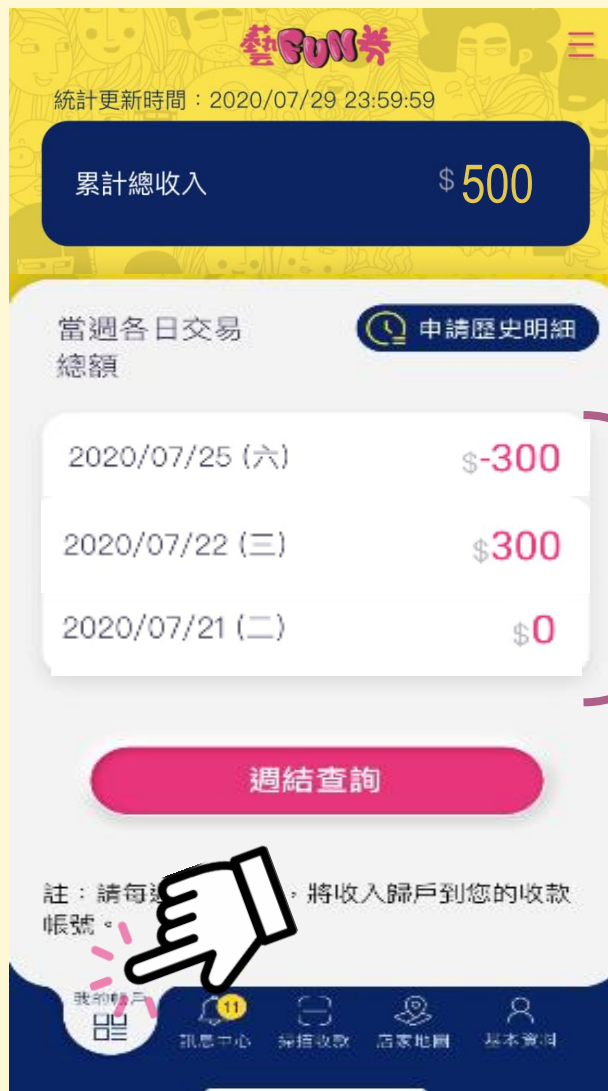 藝FUN券
統計更新時間：2020/07/29 23:59:59
累計總收入 $500
當週各日交易
總額
申請歷史明細
2020/07/25 (六) $-300
2020/07/22 (三) $300
2020/07/21 (二) $0
週結查詢
註：請每，將收入歸戶到您的收款
帳號。
我的帳戶
11
訊息中心 掃描收款 店家地圖 基本資料